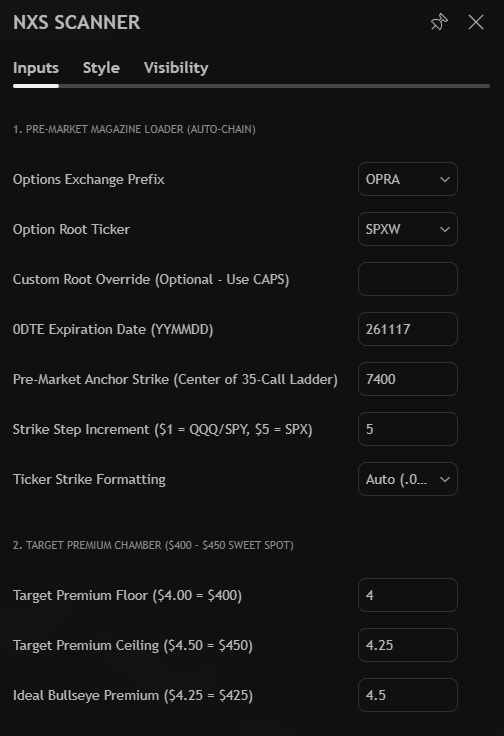 NXS SCANNER
Inputs Style Visibility
1. PRE-MARKET MAGAZINE LOADER (AUTO-CHAIN)
Options Exchange Prefix OPRA
Option Root Ticker SPXW
Custom Root Override (Optional - Use CAPS)
0DTE Expiration Date (YYMMDD) 261117
Pre-Market Anchor Strike (Center of 35-Call Ladder) 7400
Strike Step Increment ($1 = QQQ/SPY, $5 = SPX) 5
Ticker Strike Formatting Auto (.0...
2. TARGET PREMIUM CHAMBER ($400 - $450 SWEET SPOT)
Target Premium Floor ($4.00 = $400) 4
Target Premium Ceiling ($4.50 = $450) 4.25
Ideal Bullseye Premium ($4.25 = $425) 4.5